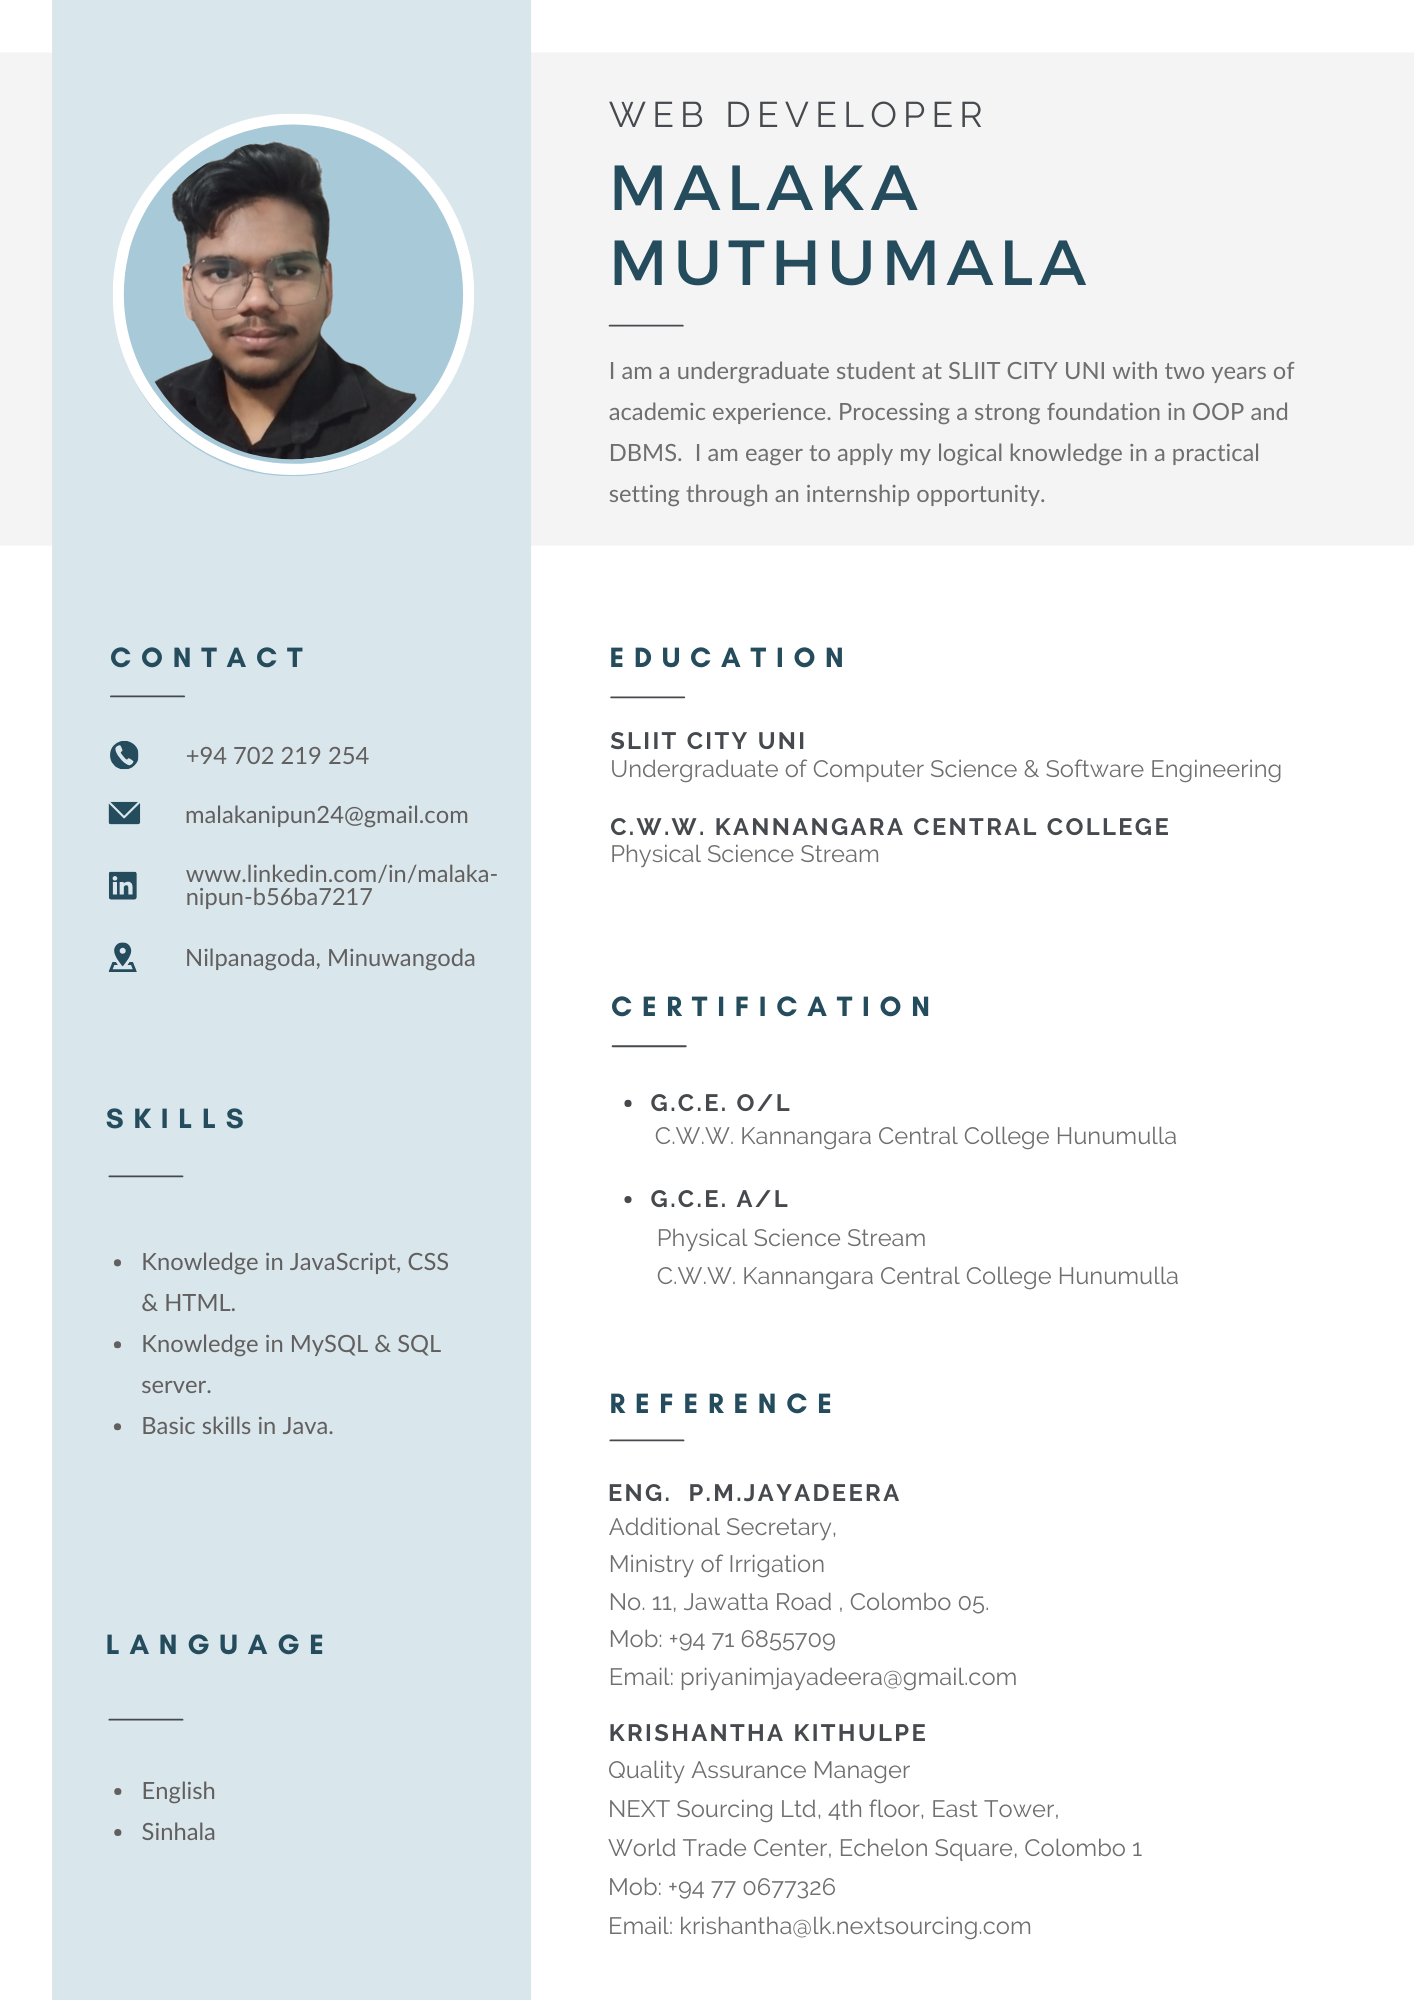 WEB DEVELOPER
MALAKA
MUTHUMALA
I am a undergraduate student at SLIIT CITY UNI with two years of
academic experience. Processing a strong foundation in OOP and
DBMS.  I am eager to apply my logical knowledge in a practical
setting through an internship opportunity.
CONTACT
+94 702 219 254
malakanipun24@gmail.com
www.linkedin.com/in/malaka-
nipun-b56ba7217
Nilpanagoda, Minuwangoda
SKILLS
• Knowledge in JavaScript, CSS
& HTML.
• Knowledge in MySQL & SQL
server.
• Basic skills in Java.
LANGUAGE
• English
• Sinhala
EDUCATION
SLIIT CITY UNI
Undergraduate of Computer Science & Software Engineering
C.W.W. KANNANGARA CENTRAL COLLEGE
Physical Science Stream
CERTIFICATION
• G.C.E. O/L
C.W.W. Kannangara Central College Hunumulla
• G.C.E. A/L
Physical Science Stream
C.W.W. Kannangara Central College Hunumulla
REFERENCE
ENG.  P.M.JAYADEERA
Additional Secretary,
Ministry of Irrigation
No. 11, Jawatta Road , Colombo 05.
Mob: +94 71 6855709
Email: priyanimjayadeera@gmail.com
KRISHANTHA KITHULPE
Quality Assurance Manager
NEXT Sourcing Ltd, 4th floor, East Tower,
World Trade Center, Echelon Square, Colombo 1
Mob: +94 77 0677326
Email: krishantha@lk.nextsourcing.com